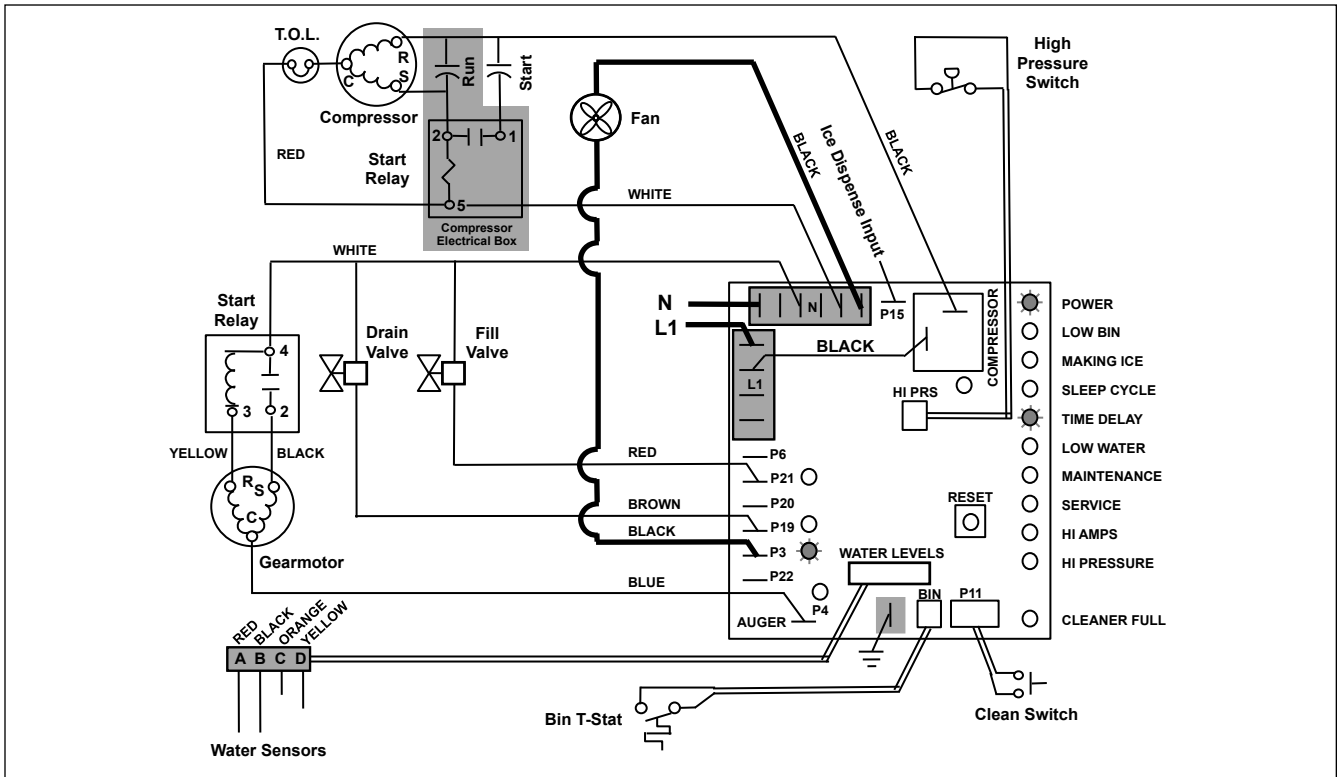 T.O.L.
R
S
C
Compressor
Run
Start
2
1
Start
Relay
5
Compressor
Electrical Box
RED
WHITE
Fan
BLACK
Ice Dispense Input
BLACK
High
Pressure
Switch
WHITE
Start
Relay
4
3
2
YELLOW
BLACK
R
S
C
Gearmotor
Drain
Valve
Fill
Valve
N
L1
N
P15
BLACK
L1
COMPRESSOR
HI PRS
POWER
LOW BIN
MAKING ICE
SLEEP CYCLE
TIME DELAY
LOW WATER
MAINTENANCE
SERVICE
HI AMPS
HI PRESSURE
CLEANER FULL
RED
P6
P21
BROWN
P20
P19
BLACK
P3
P22
BLUE
P4
AUGER
RESET
WATER LEVELS
BIN
P11
RED
BLACK
ORANGE
YELLOW
A B C D
Water Sensors
Bin T-Stat
Clean Switch